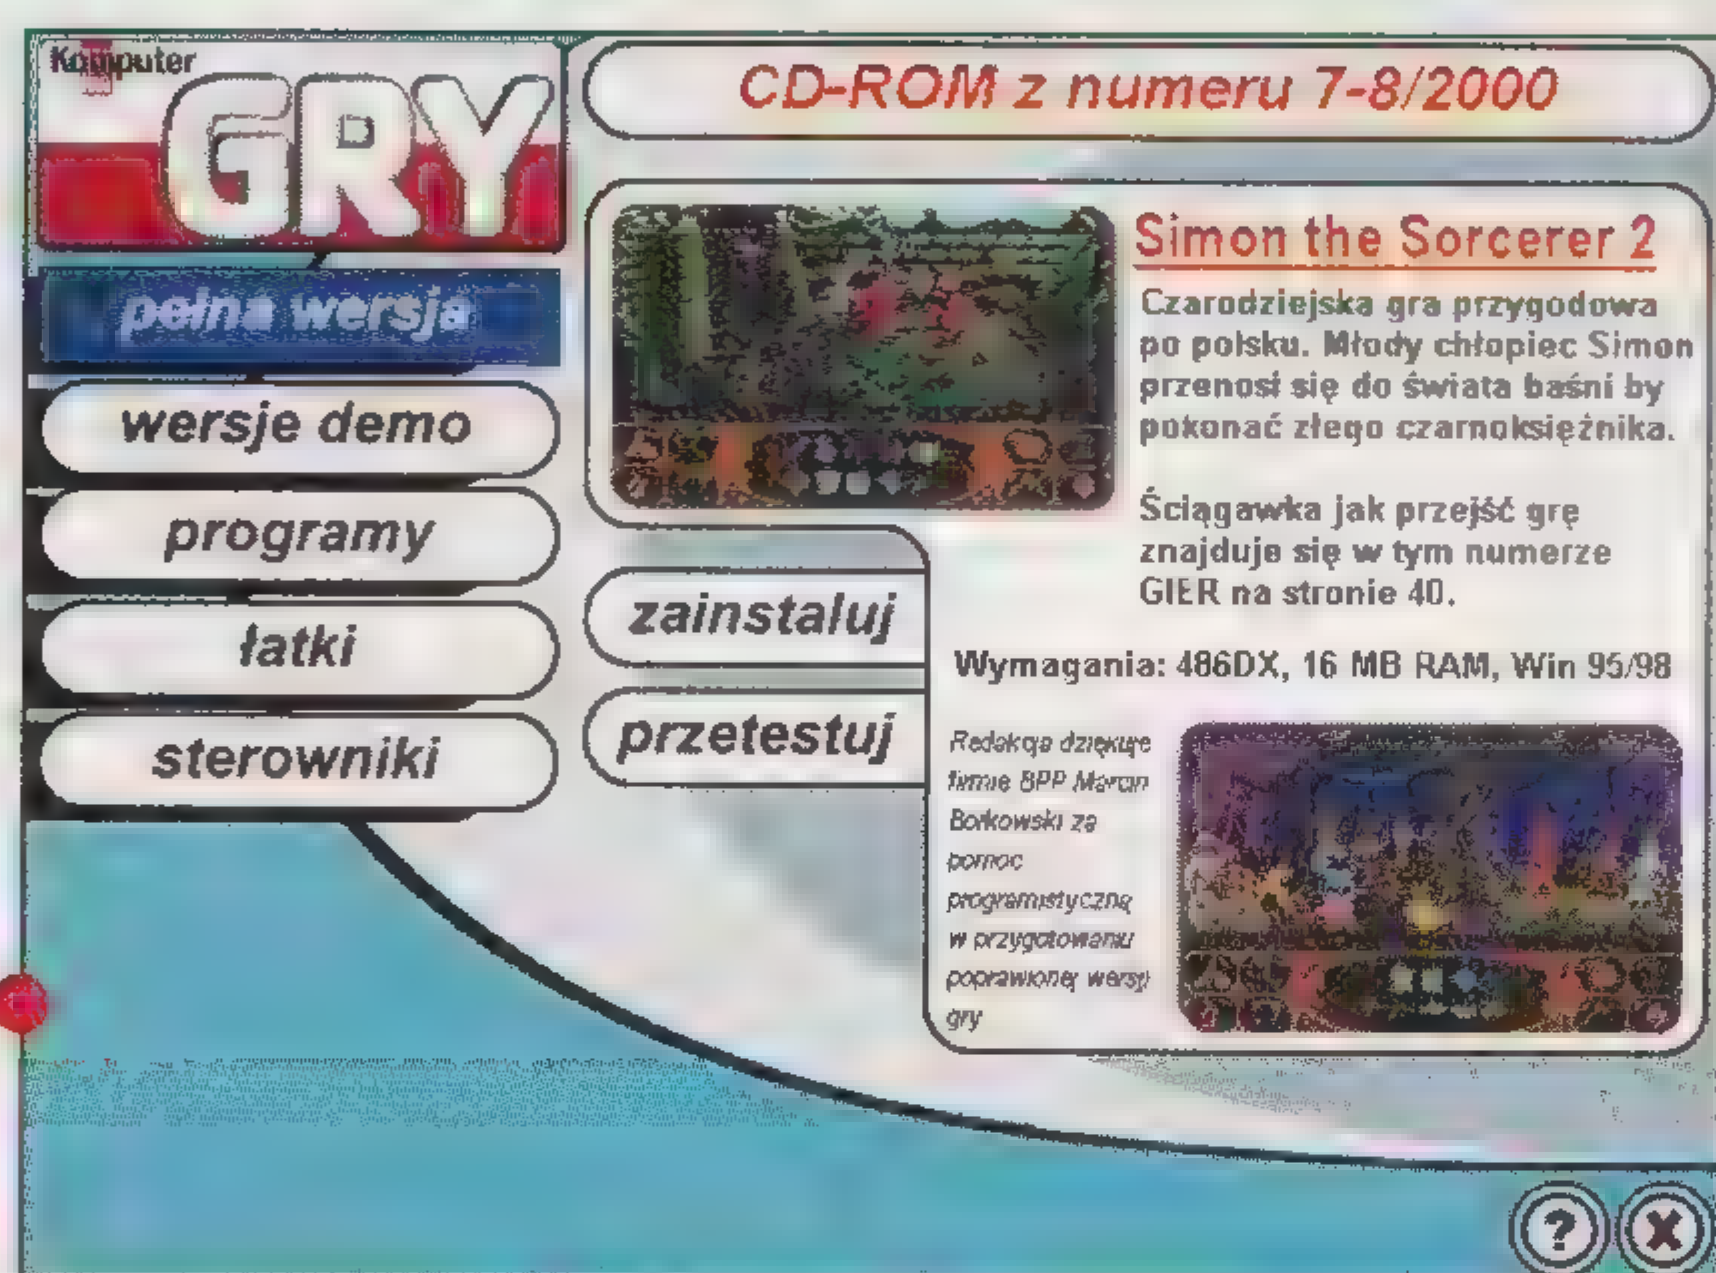 Komputer
GRY
CD-ROM z numeru 7-8/2000
pełna wersja
wersje demo
programy
łatki
sterowniki
zainstaluj
przetestuj
Simon the Sorcerer 2
Czarodziejska gra przygodowa
po polsku. Młody chłopiec Simon
przenosi się do świata baśni by
pokonać złego czarnoksiężnika.
Ściągawka jak przejść grę
znajduje się w tym numerze
GIER na stronie 40.
Wymagania: 486DX, 16 MB RAM, Win 95/98
Redakcja dziękuje
firmie BPP Marcin
Borkowski za
pomoc
programistyczną
w przygotowaniu
poprawionej wersji
gry
?
X